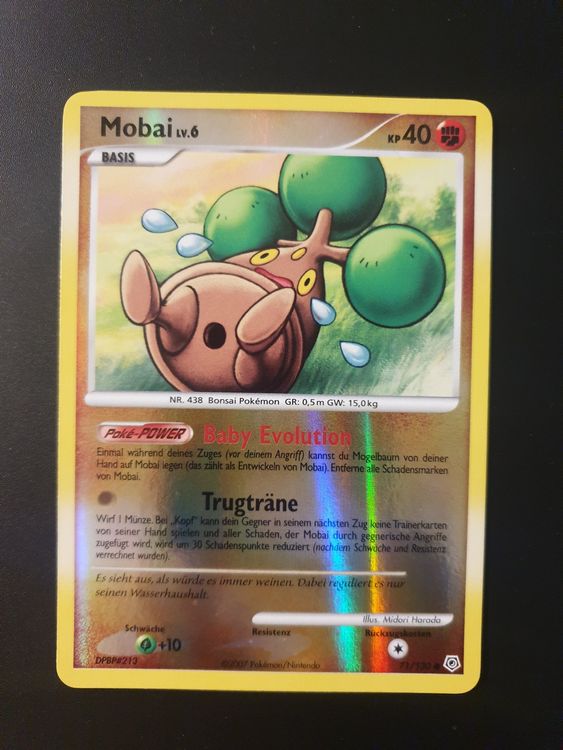 Mobai LV.6
KP 40
BASIS
NR. 438 Bonsai Pokémon GR: 0,5m GW: 15,0kg
Poké-POWER Baby Evolution
Einmal während deines Zuges (vor deinem Angriff) kannst du Mogelbaum von deiner
Hand auf Mobai legen (das zählt als Entwickeln von Mobai). Entferne alle Schadensmarken
von Mobai.
Trugträne
Wirf 1 Münze. Bei „Kopf" kann dein Gegner in seinem nächsten Zug keine Trainerkarten
von seiner Hand spielen und aller Schaden, der Mobai durch gegnerische Angriffe
zugefügt wird, wird um 30 Schadenspunkte reduziert (nachdem Schwäche und Resistenz
verrechnet wurden).
Es sieht aus, als würde es immer weinen. Dabei reguliert es nur
seinen Wasserhaushalt.
Illus. Midori Harada
Schwäche
Resistenz
Rückzugskosten
+10
DPBP#213
©2007 Pokémon/Nintendo
71/130